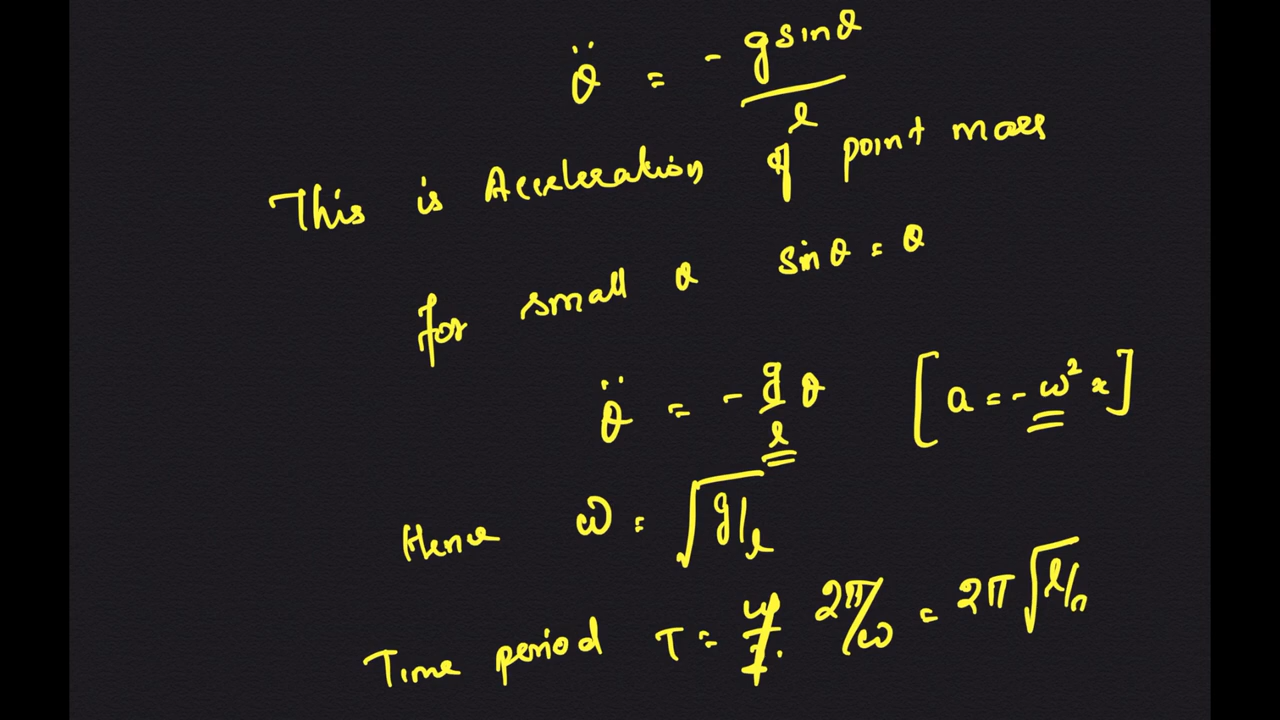 θ̈ = - g sinθ / l
This is Acceleration of point mass
for small θ sinθ = θ
θ̈ = - g/l θ [a = -ω² x]
Hence ω = √g/l
Time period T = 2π/ω = 2π √l/